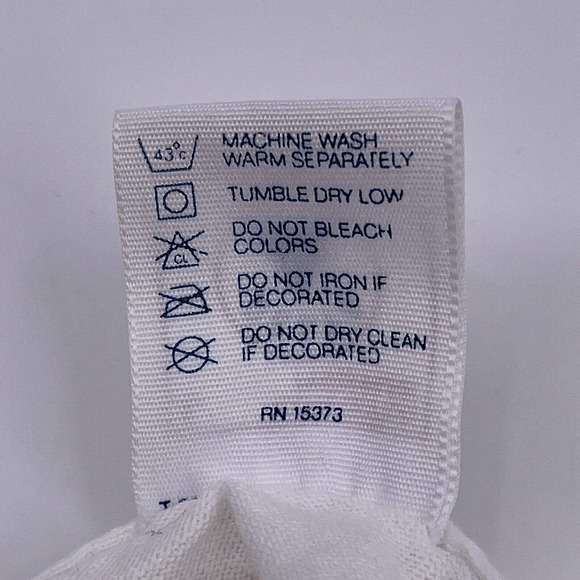 43°C MACHINE WASH
WARM SEPARATELY
TUMBLE DRY LOW
CL DO NOT BLEACH
COLORS
DO NOT IRON IF
DECORATED
DO NOT DRY CLEAN
IF DECORATED
RN 15373